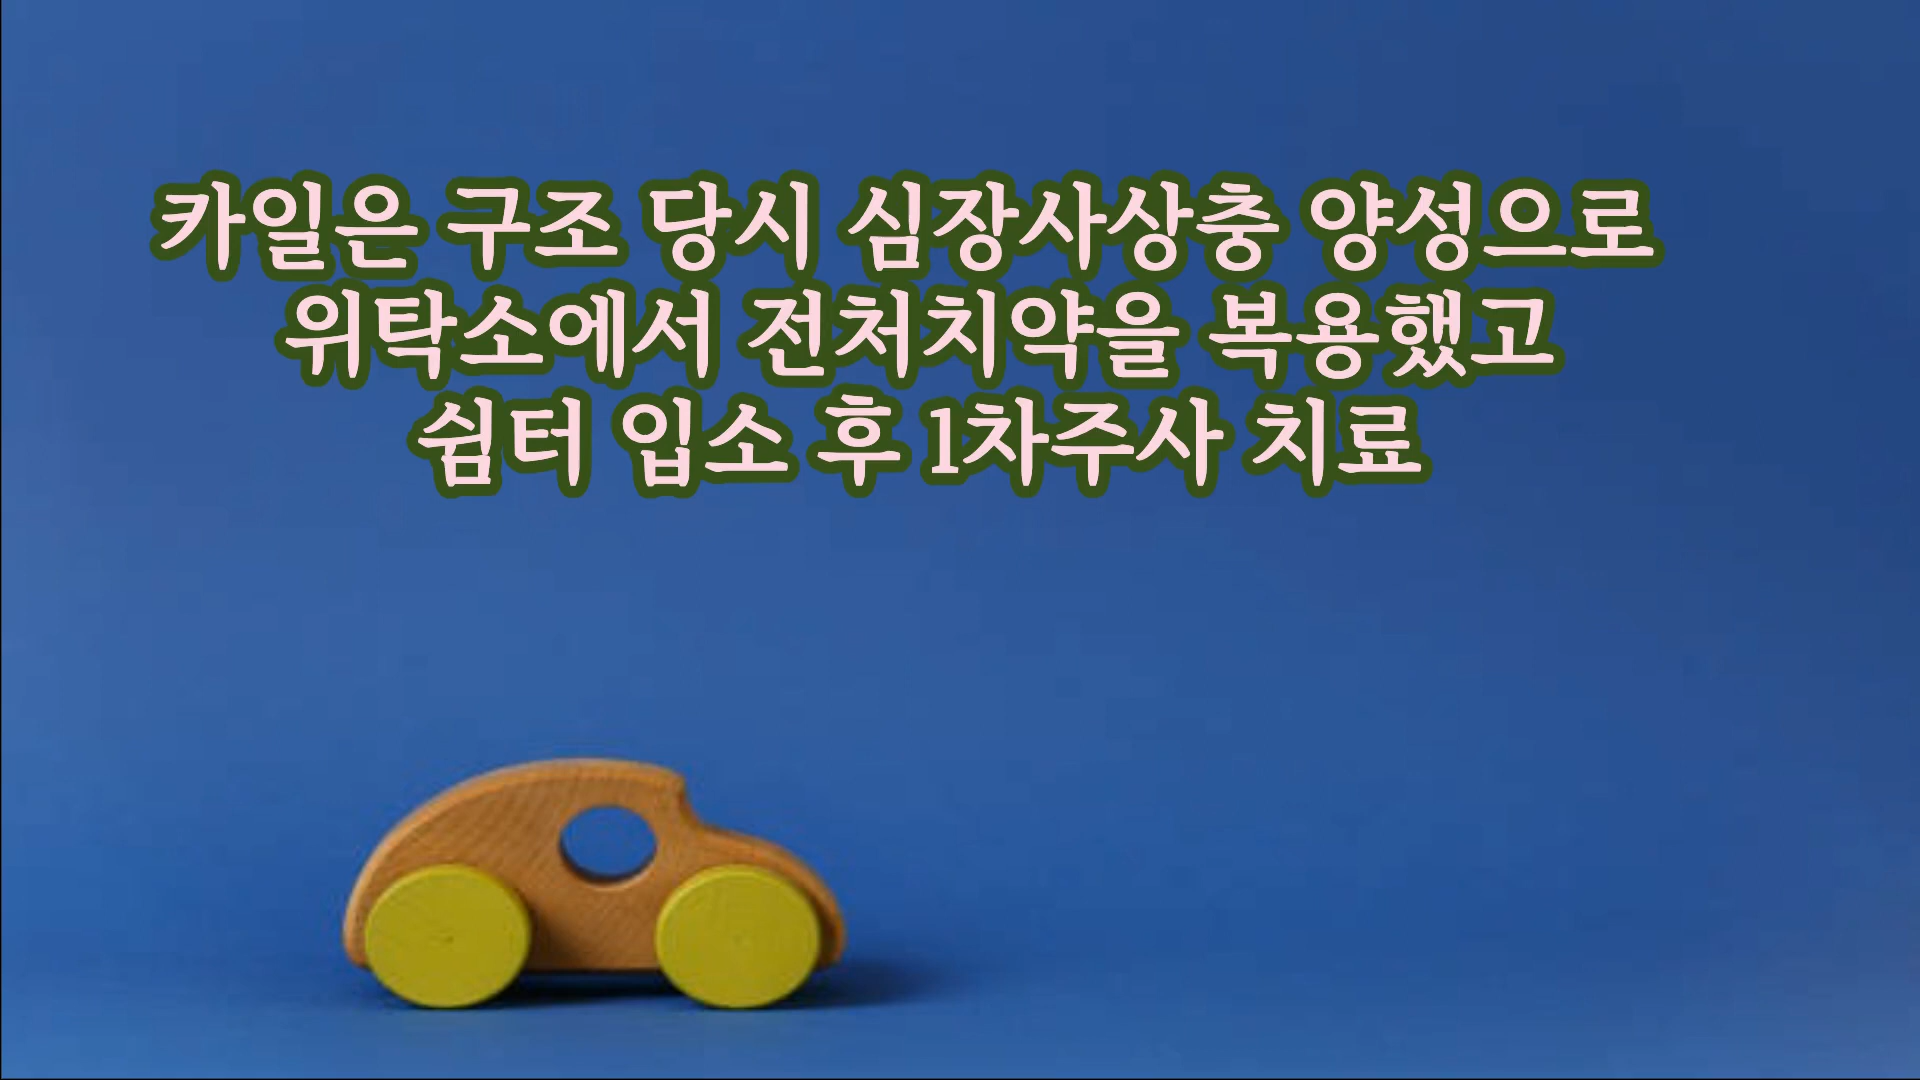 카일은 구조 당시 심장사상충 양성으로
위탁소에서 전처치약을 복용했고
쉼터 입소 후 1차주사 치료